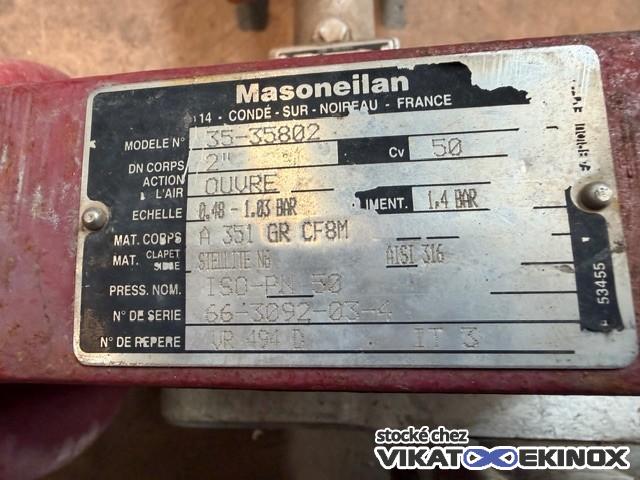 Masoneilan
14 - CONDÉ - SUR - NOIREAU - FRANCE
MODELE N° 35-35802
DN CORPS 2" Cv 50
ACTION L'AIR OUVRE
ECHELLE 0.48 - 1.03 BAR IMENT. 1.4 BAR
MAT. CORPS A 351 GR CF8M
MAT. CLAPET SIEGE STELLITE N6 AISI 316
PRESS. NOM. ISO-PN 50
N° DE SERIE 66-3092-03-4
N° DE REPERE VR 494 D IT 3
53455
stocké chez
VIKATOO EKINOX